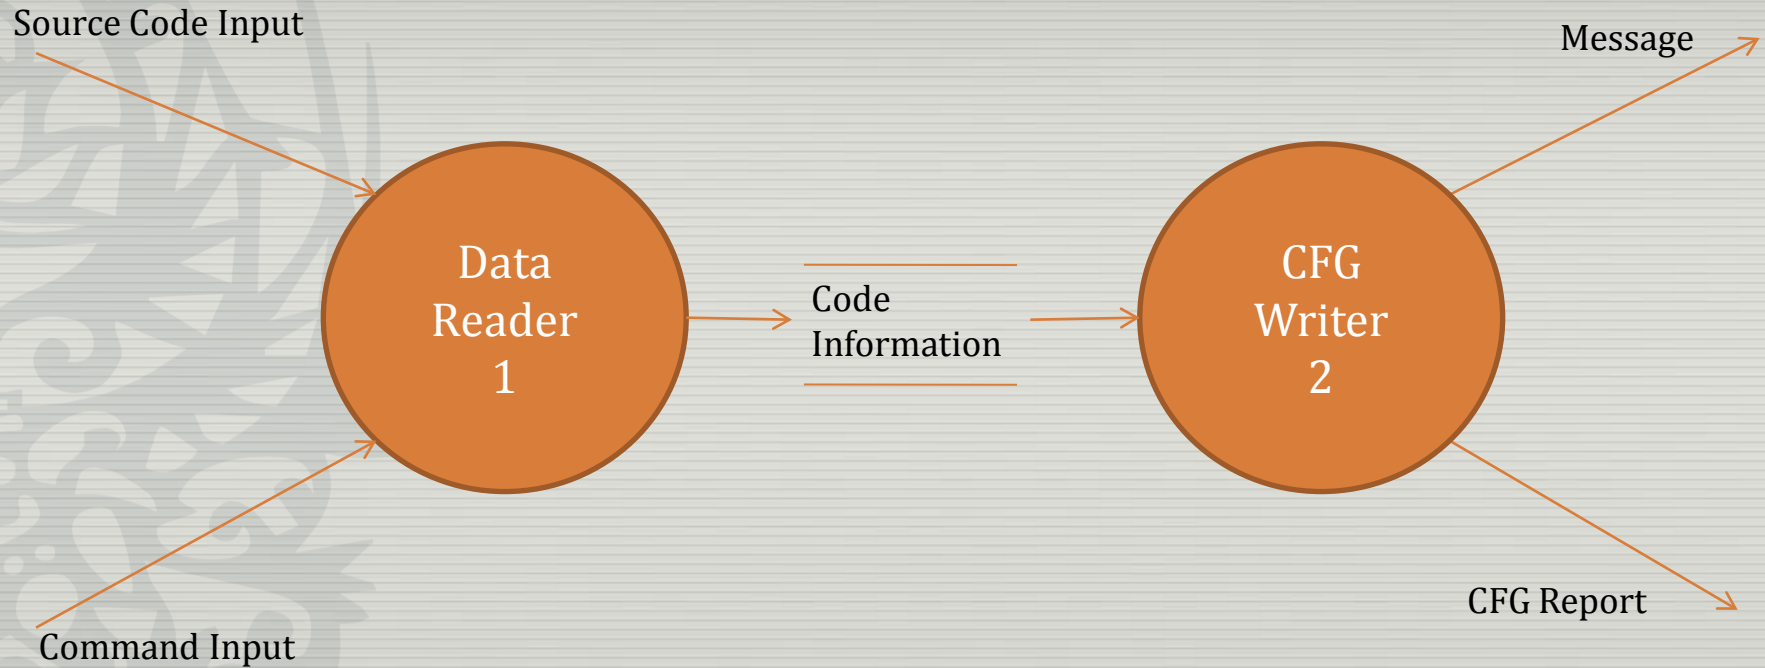 Source Code Input
Message
Data
Reader
1
Code
Information
CFG
Writer
2
CFG Report
Command Input